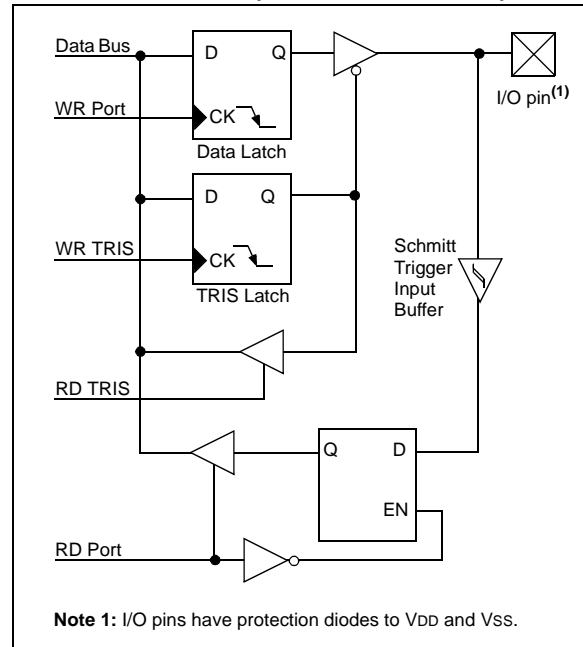 Data Bus
D Q
I/O pin(1)
WR Port
CK
Data Latch
D Q
WR TRIS
CK
TRIS Latch
Schmitt
Trigger
Input
Buffer
RD TRIS
Q D
EN
RD Port
Note 1: I/O pins have protection diodes to VDD and VSS.